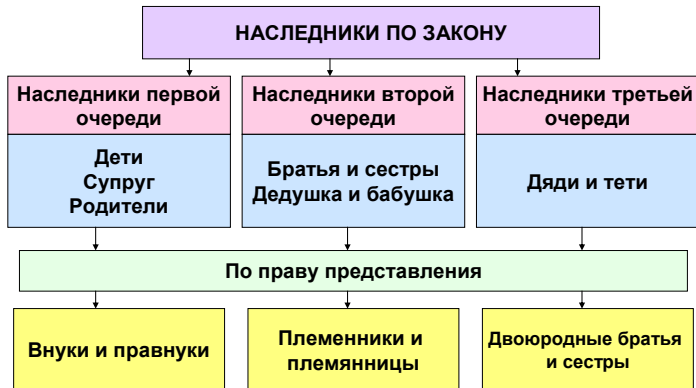 НАСЛЕДНИКИ ПО ЗАКОНУ
Наследники первой
очереди
Наследники второй
очереди
Наследники третьей
очереди
Дети
Супруг
Родители
Братья и сестры
Дедушка и бабушка
Дяди и тети
По праву представления
Внуки и правнуки
Племенники и
племянницы
Двоюродные братья
и сестры